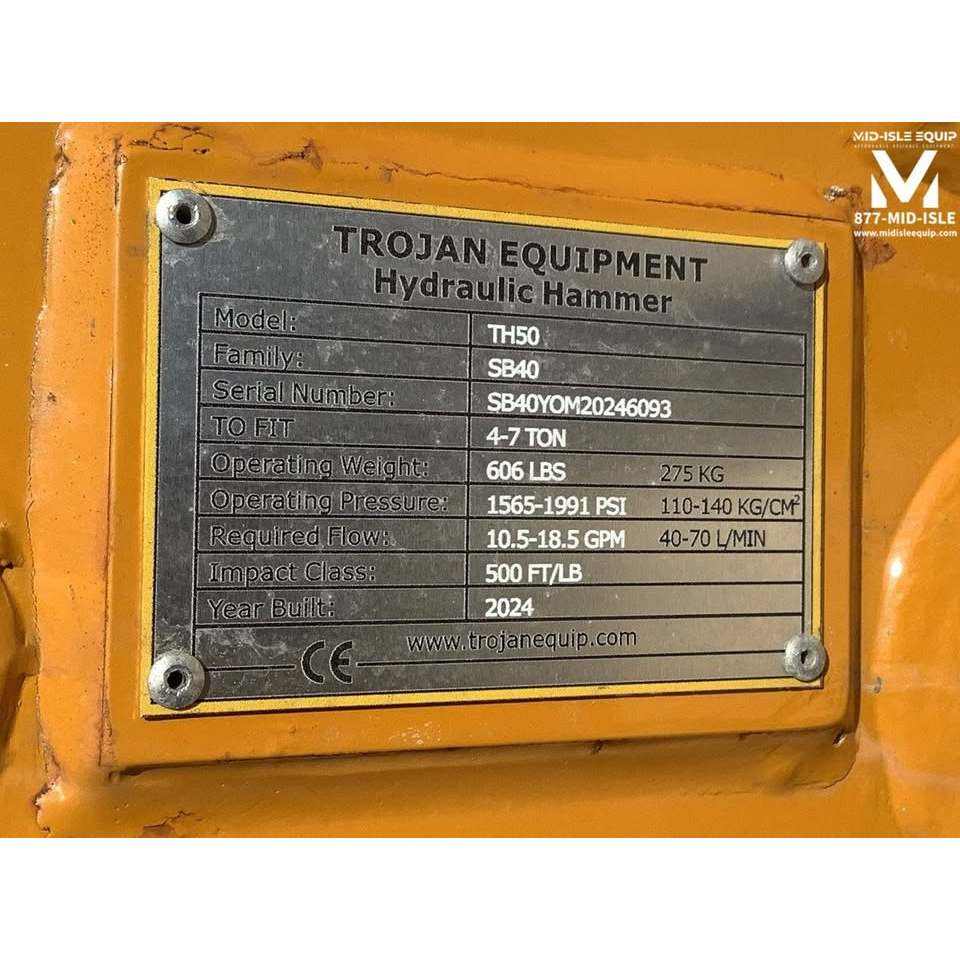 MID-ISLE EQUIP
AFFORDABLE RELIABLE EQUIPMENT
M
877-MID-ISLE
www.midisleequip.com
TROJAN EQUIPMENT
Hydraulic Hammer
Model: TH50
Family: SB40
Serial Number: SB40YOM20246093
TO FIT 4-7 TON
Operating Weight: 606 LBS 275 KG
Operating Pressure: 1565-1991 PSI 110-140 KG/CM²
Required Flow: 10.5-18.5 GPM 40-70 L/MIN
Impact Class: 500 FT/LB
Year Built: 2024
www.trojanequip.com
CE